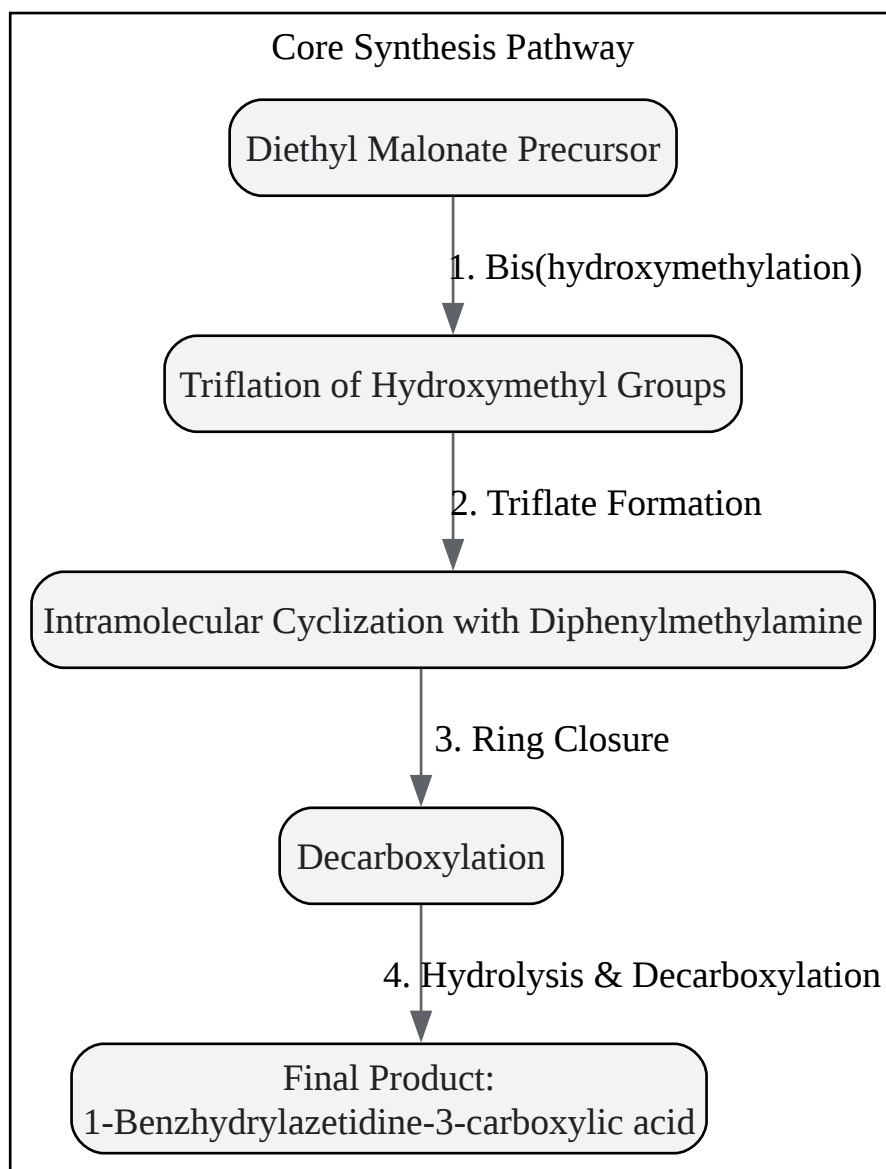 Core Synthesis Pathway
Diethyl Malonate Precursor
1. Bis(hydroxymethylation)
Triflation of Hydroxymethyl Groups
2. Triflate Formation
Intramolecular Cyclization with Diphenylmethylamine
3. Ring Closure
Decarboxylation
4. Hydrolysis & Decarboxylation
Final Product:
1-Benzhydrylazetidine-3-carboxylic acid